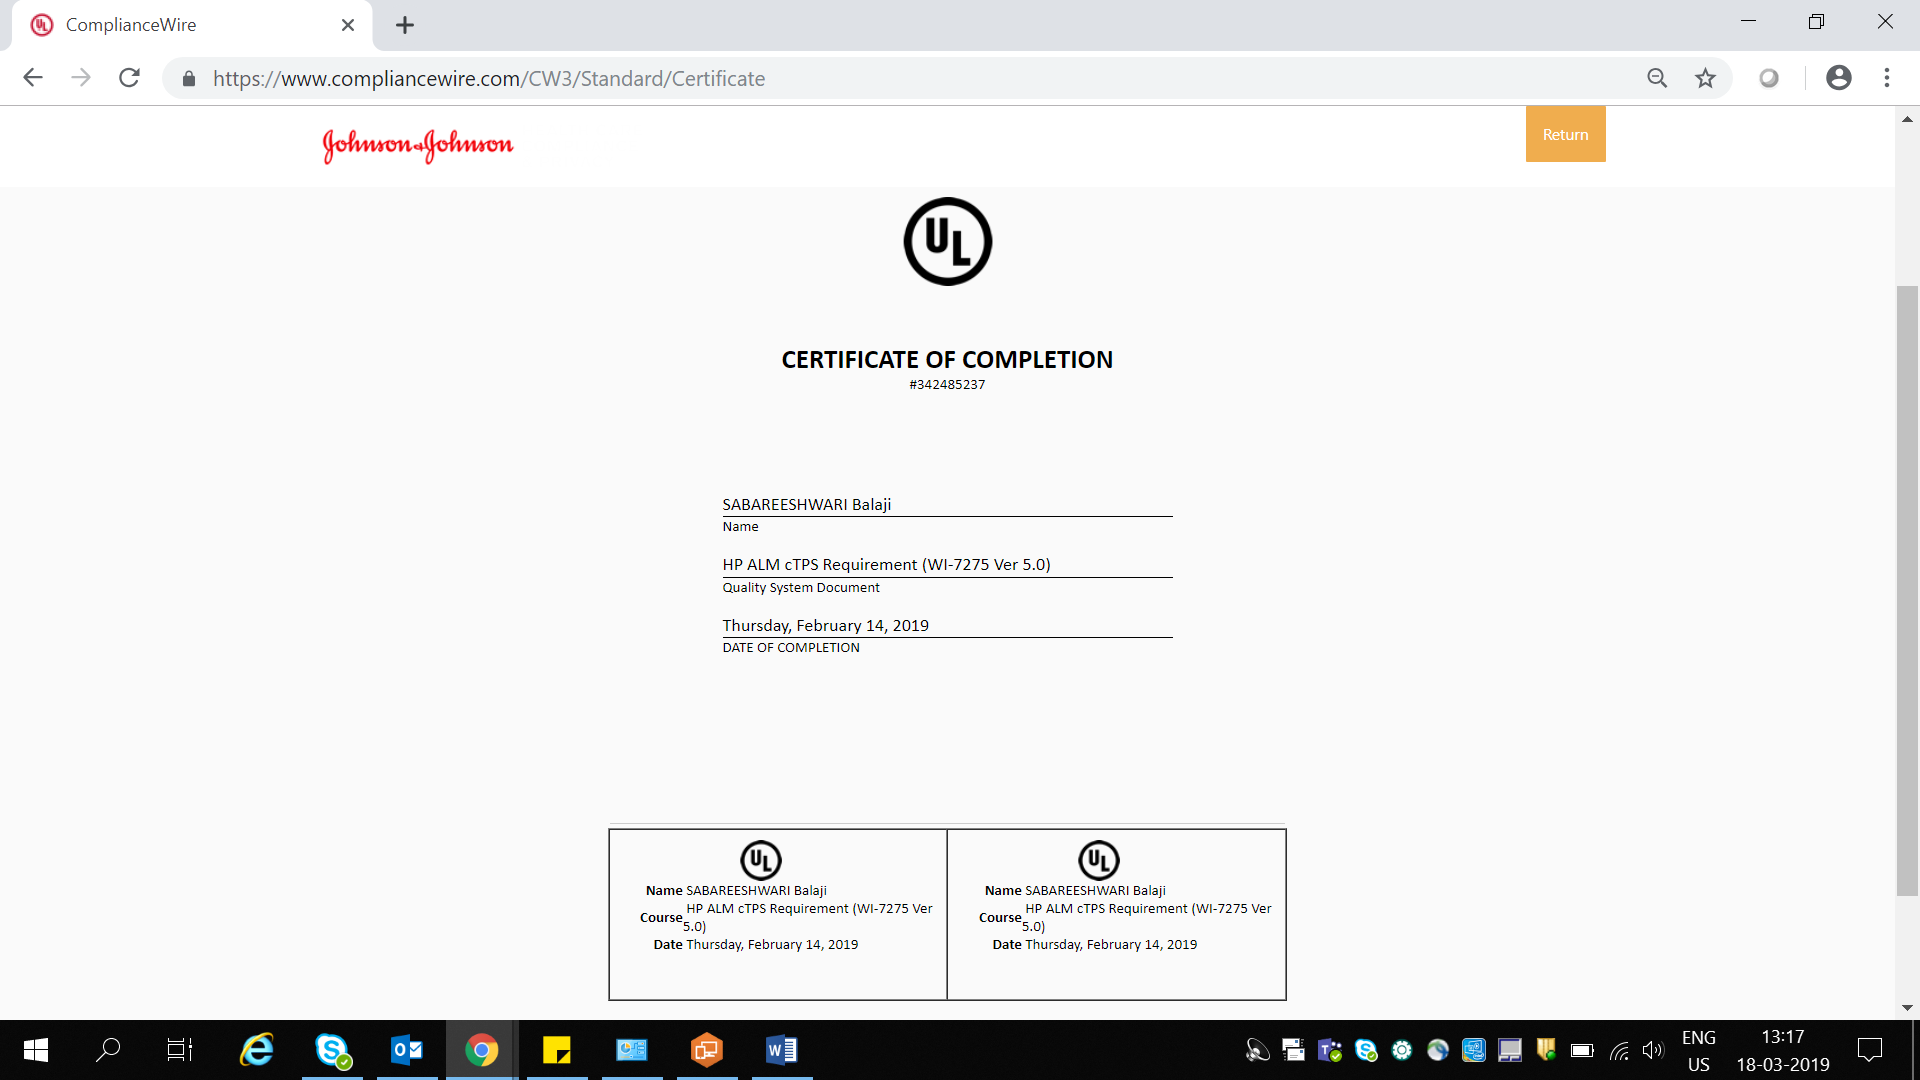 ComplianceWire
https://www.compliancewire.com/CW3/Standard/Certificate
Johnson&Johnson
Return
UL
CERTIFICATE OF COMPLETION
#342485237
SABAREESHWARI Balaji
Name
HP ALM cTPS Requirement (WI-7275 Ver 5.0)
Quality System Document
Thursday, February 14, 2019
DATE OF COMPLETION
UL
Name SABAREESHWARI Balaji
Course HP ALM cTPS Requirement (WI-7275 Ver
5.0)
Date Thursday, February 14, 2019
UL
Name SABAREESHWARI Balaji
Course HP ALM cTPS Requirement (WI-7275 Ver
5.0)
Date Thursday, February 14, 2019
ENG
US
13:17
18-03-2019